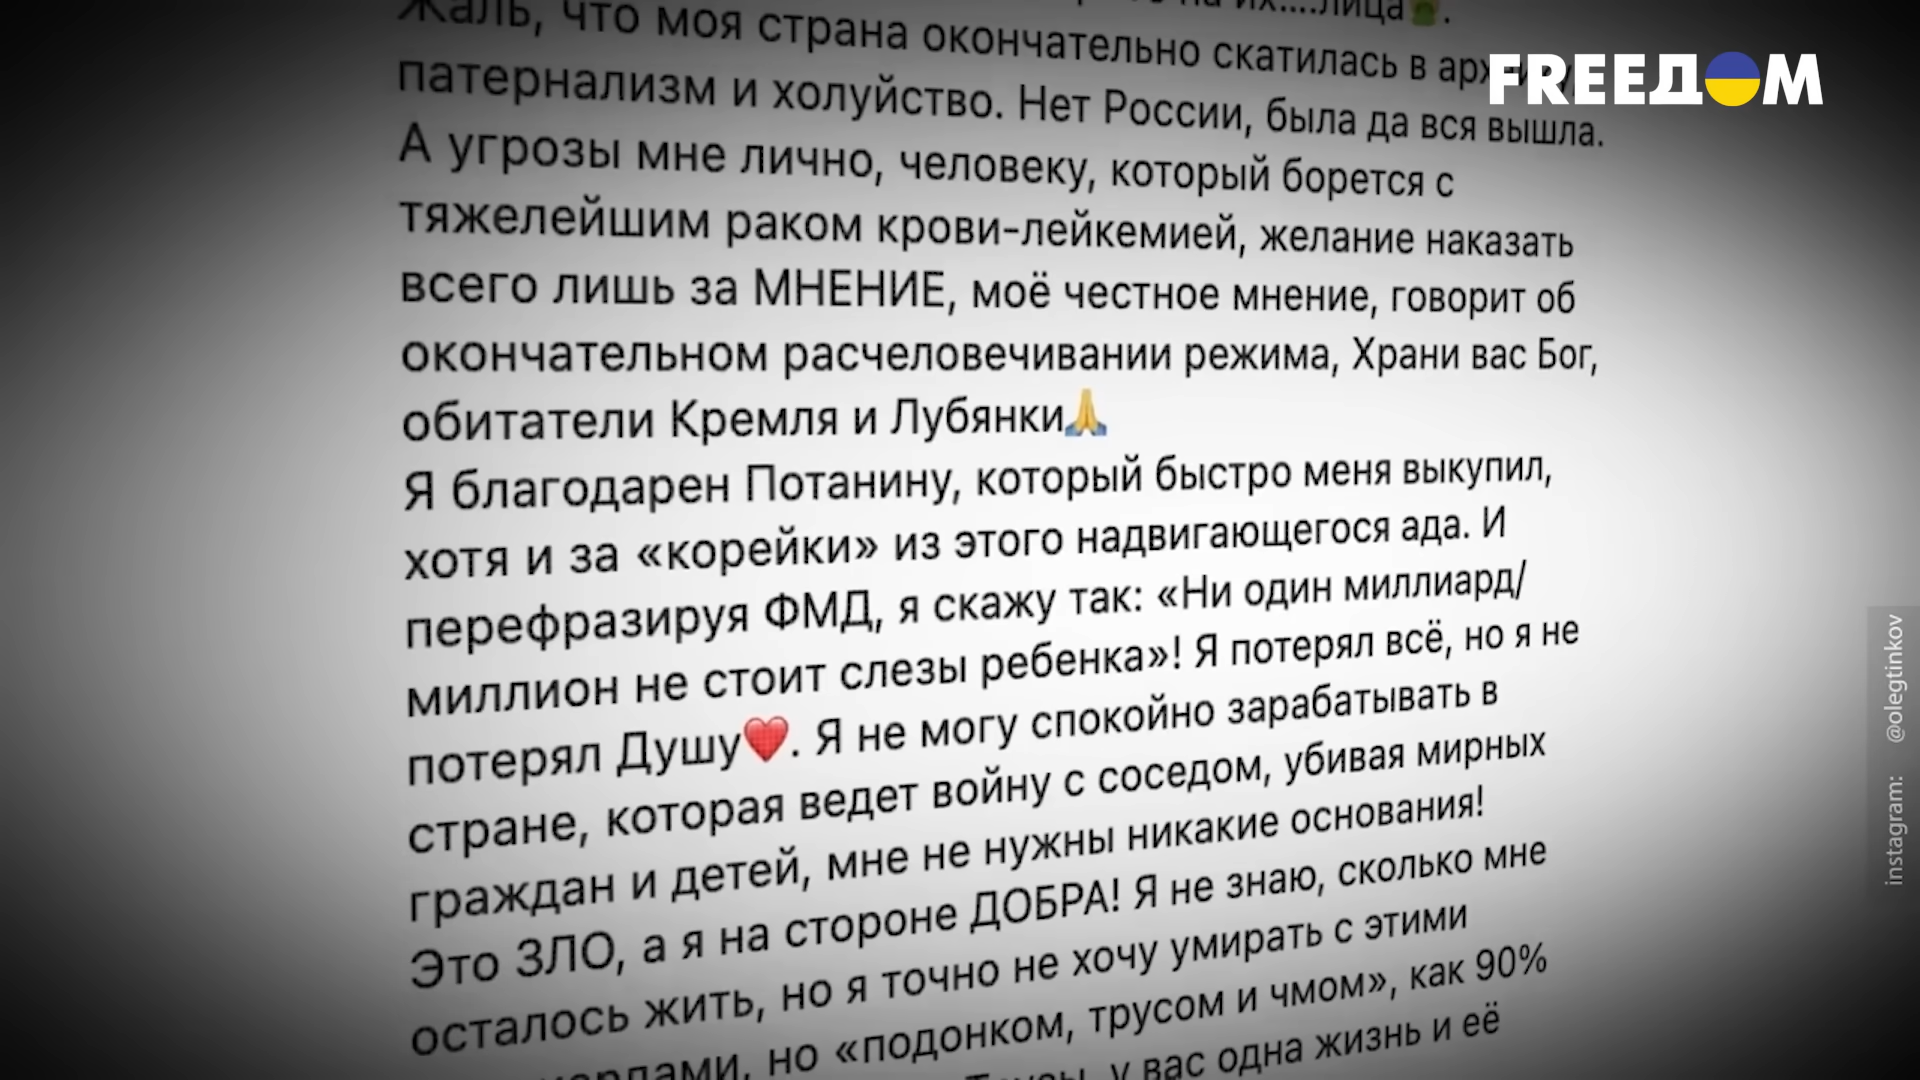 на их....лица🤮.
Жаль, что моя страна окончательно скатилась в
FREEДOM
патернализм и холуйство. Нет России, была да вся вышла.
А угрозы мне лично, человеку, который борется с
тяжелейшим раком крови-лейкемией, желание наказать
всего лишь за МНЕНИЕ, моё честное мнение, говорит об
окончательном расчеловечивании режима, Храни вас Бог,
обитатели Кремля и Лубянки🙏
Я благодарен Потанину, который быстро меня выкупил,
хотя и за «корейки» из этого надвигающегося ада. И
перефразируя ФМД, я скажу так: «Ни один миллиард/
миллион не стоит слезы ребенка»! Я потерял всё, но я не
потерял Душу❤️. Я не могу спокойно зарабатывать в
стране, которая ведет войну с соседом, убивая мирных
граждан и детей, мне не нужны никакие основания!
Это ЗЛО, а я на стороне ДОБРА! Я не знаю, сколько мне
осталось жить, но я точно не хочу умирать с этими
но «подонком, трусом и чмом», как 90%
у вас одна жизнь и её
instagram: @olegtinkov